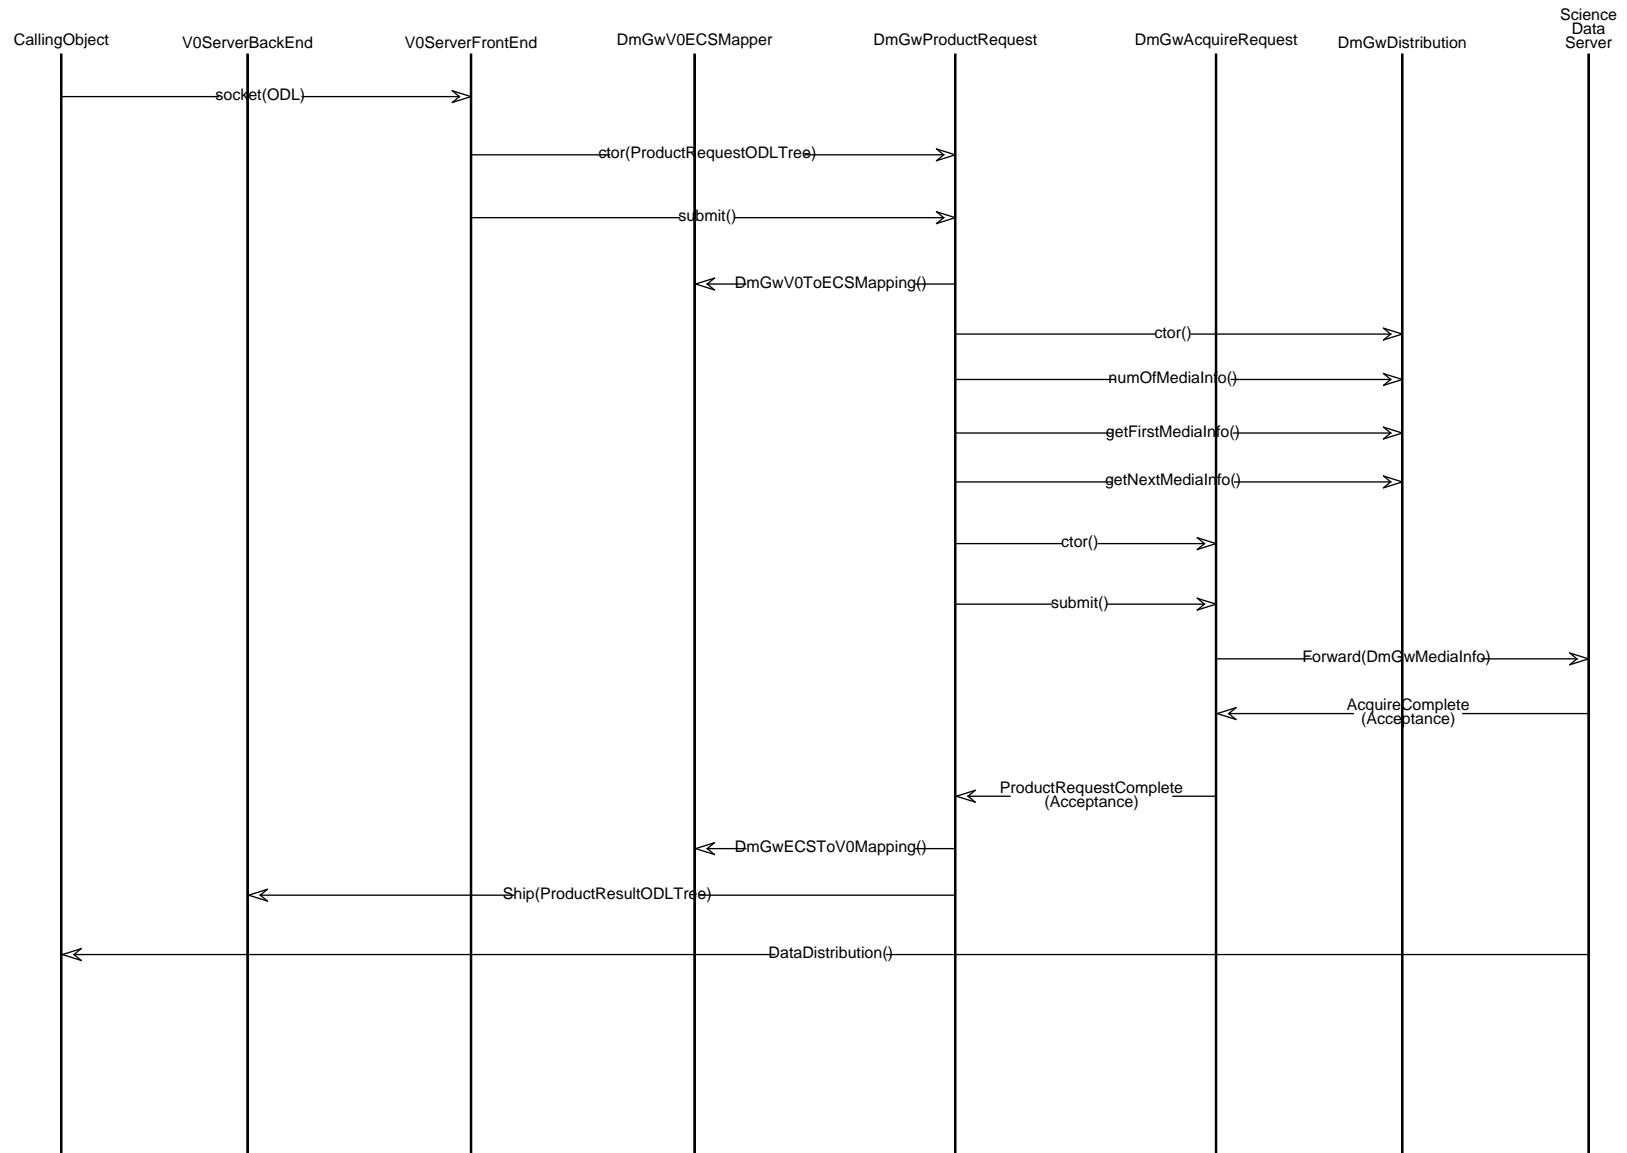 Science
Data
Server
CallingObject
V0ServerBackEnd
V0ServerFrontEnd
DmGwV0ECSMapper
DmGwProductRequest
DmGwAcquireRequest
DmGwDistribution
socket(ODL)
ctor(ProductRequestODLTree)
submit()
DmGwV0ToECSMapping()
ctor()
numOfMediaInfo()
getFirstMediaInfo()
getNextMediaInfo()
ctor()
submit()
Forward(DmGwMediaInfo)
AcquireComplete
(Acceptance)
ProductRequestComplete
(Acceptance)
DmGwECSToV0Mapping()
Ship(ProductResultODLTree)
DataDistribution()